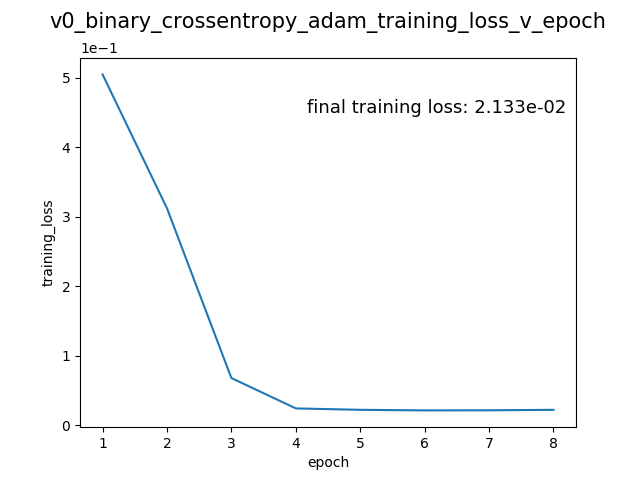 v0_binary_crossentropy_adam_training_loss_v_epoch
1e−1
final training loss: 2.133e-02
5
4
3
2
1
0
training_loss
1 2 3 4 5 6 7 8
epoch